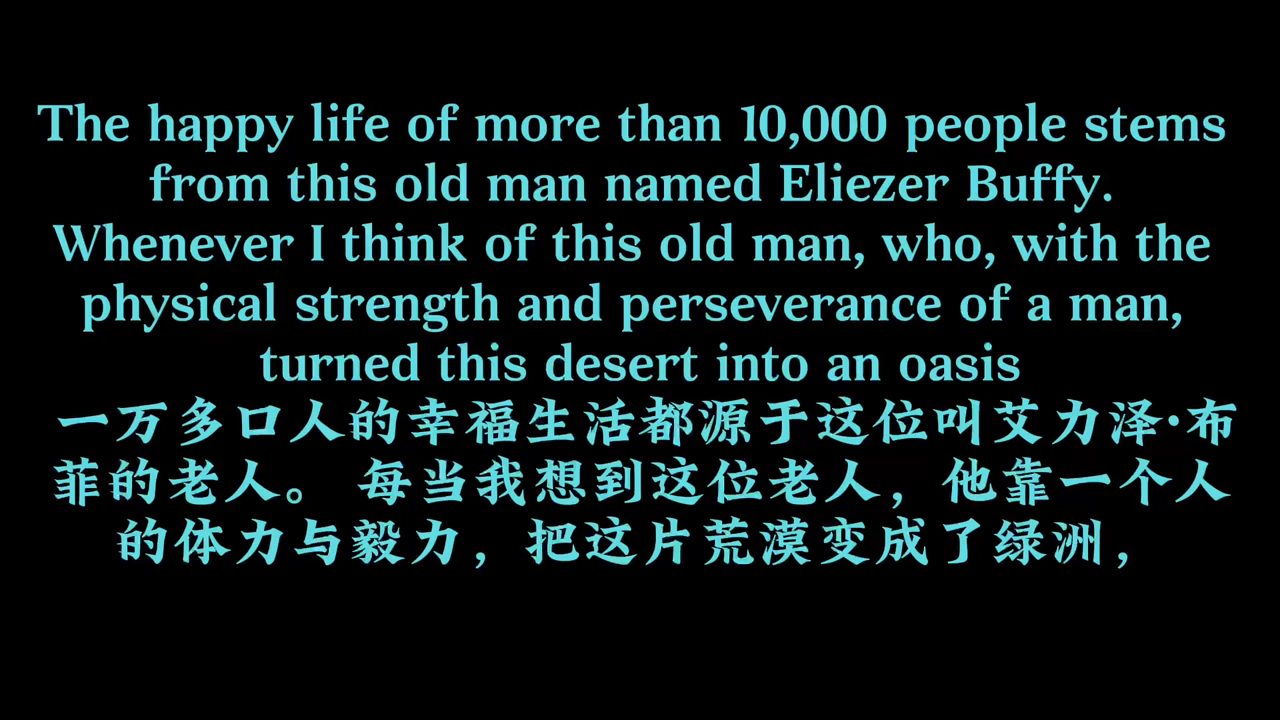 The happy life of more than 10,000 people stems
from this old man named Eliezer Buffy.
Whenever I think of this old man, who, with the
physical strength and perseverance of a man,
turned this desert into an oasis
一万多口人的幸福生活都源于这位叫艾力泽·布
菲的老人。 每当我想到这位老人，他靠一个人
的体力与毅力，把这片荒漠变成了绿洲，